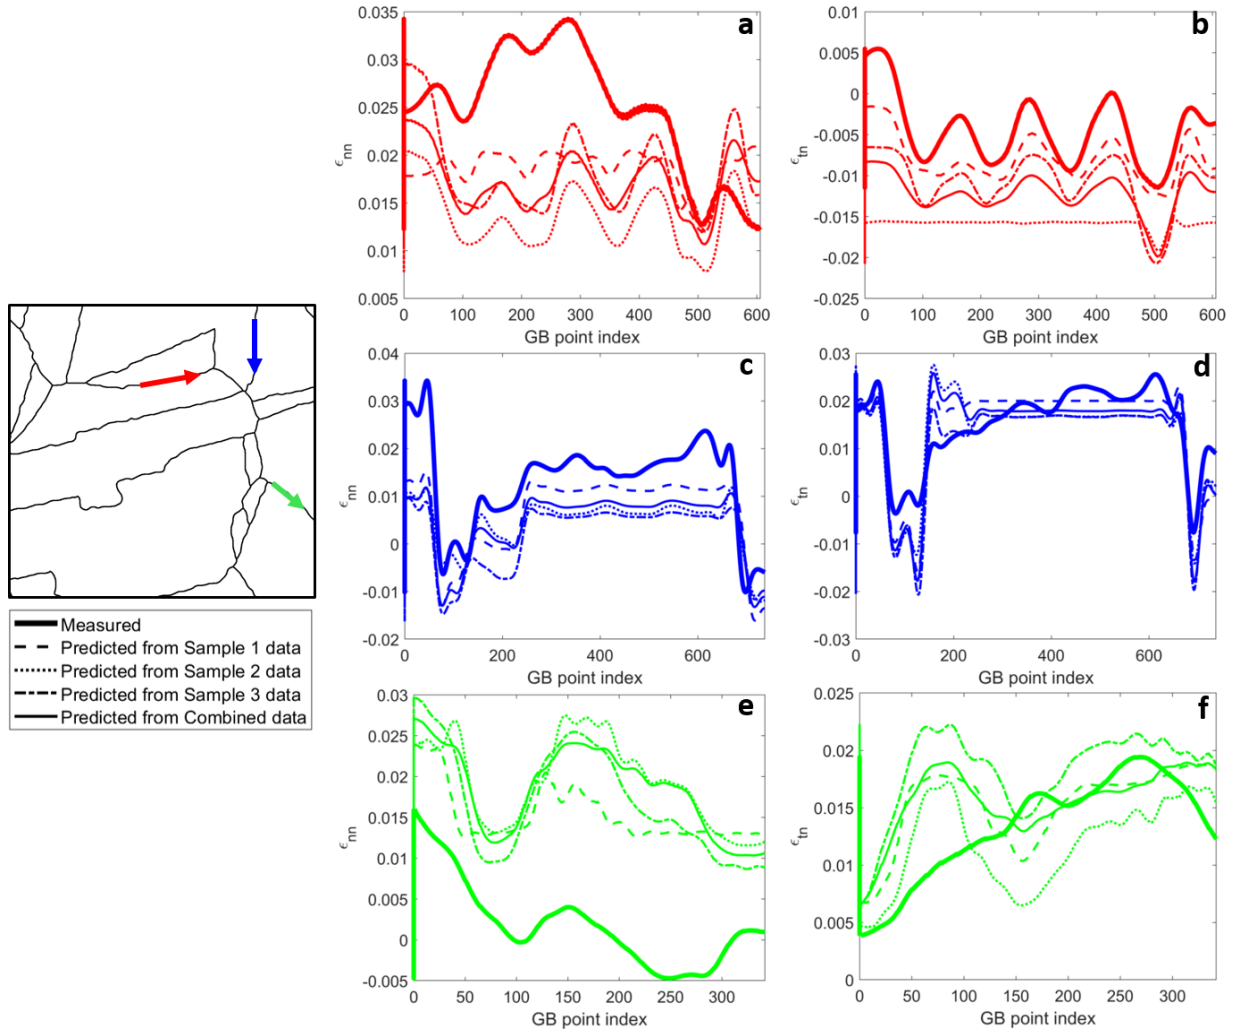 a
0.035
0.03
0.025
0.02
0.015
0.01
0.005
ϵnn
0 100 200 300 400 500 600
GB point index
b
0.01
0.005
0
-0.005
-0.01
-0.015
-0.02
-0.025
ϵtn
0 100 200 300 400 500 600
GB point index
Measured
Predicted from Sample 1 data
Predicted from Sample 2 data
Predicted from Sample 3 data
Predicted from Combined data
c
0.04
0.03
0.02
0.01
0
-0.01
-0.02
ϵnn
0 200 400 600
GB point index
d
0.03
0.02
0.01
0
-0.01
-0.02
-0.03
ϵtn
0 200 400 600
GB point index
e
0.03
0.025
0.02
0.015
0.01
0.005
0
-0.005
ϵnn
0 50 100 150 200 250 300
GB point index
f
0.025
0.02
0.015
0.01
0.005
0
ϵtn
0 50 100 150 200 250 300
GB point index